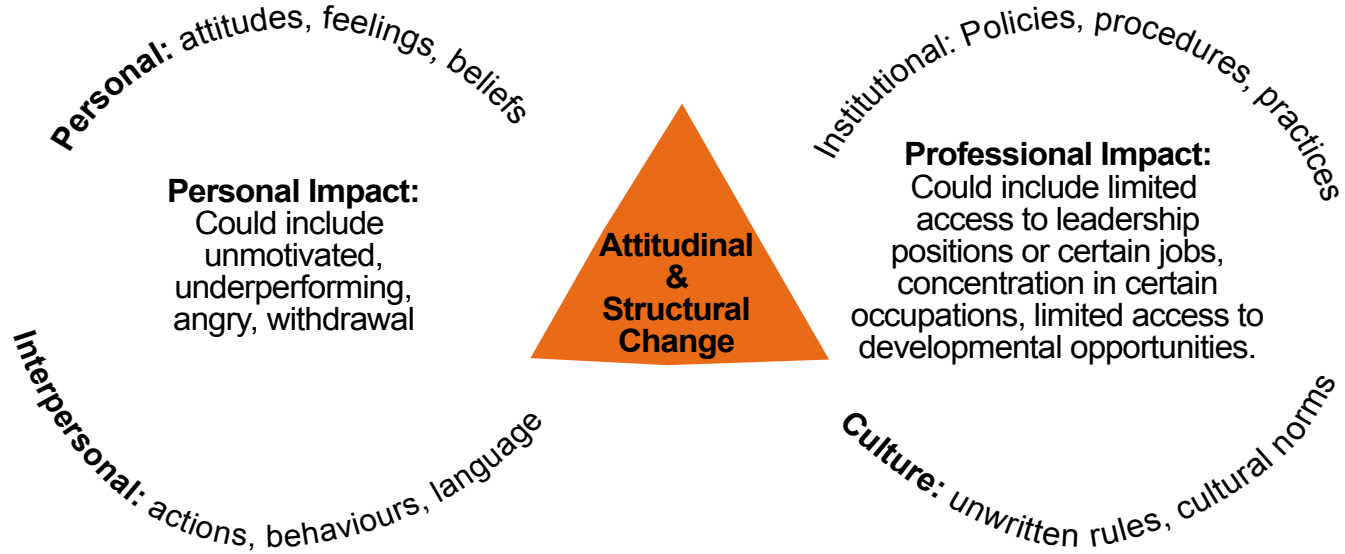 Personal: attitudes, feelings, beliefs
Personal Impact:
Could include
unmotivated,
underperforming,
angry, withdrawal
Interpersonal: actions, behaviours, language
Attitudinal
&
Structural
Change
Institutional: Policies, procedures, practices
Professional Impact:
Could include limited
access to leadership
positions or certain jobs,
concentration in certain
occupations, limited access to
developmental opportunities.
Culture: unwritten rules, cultural norms